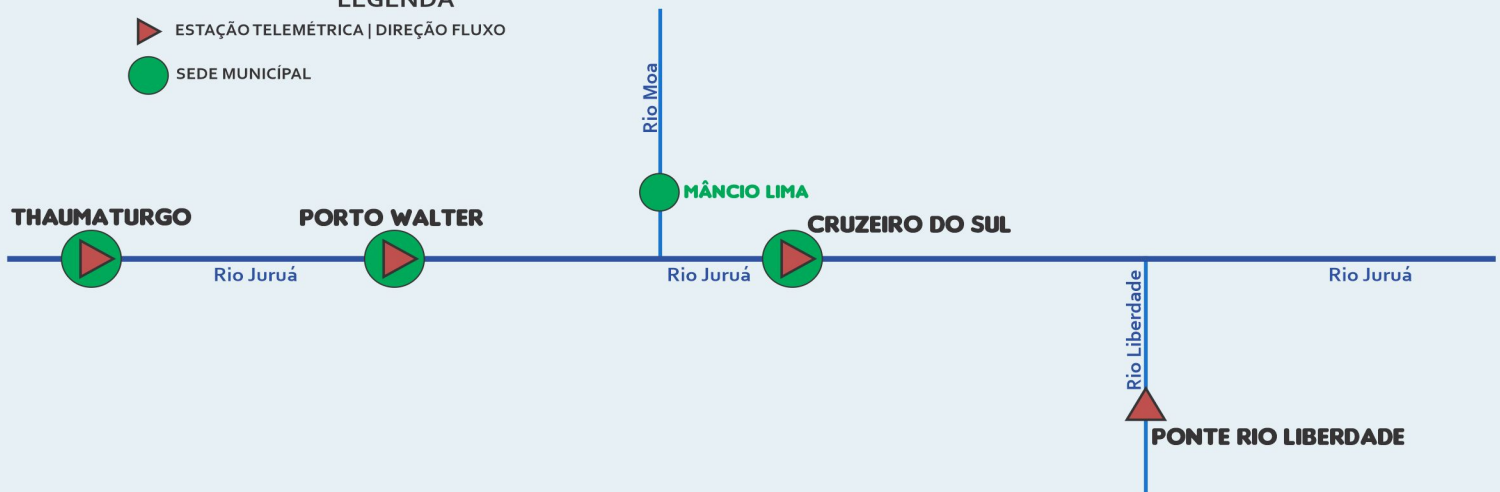 LEGENDA
ESTAÇÃO TELEMÉTRICA | DIREÇÃO FLUXO
SEDE MUNICÍPAL
Rio Moa
MÂNCIO LIMA
THAUMATURGO
PORTO WALTER
CRUZEIRO DO SUL
Rio Juruá
Rio Juruá
Rio Juruá
Rio Liberdade
PONTE RIO LIBERDADE